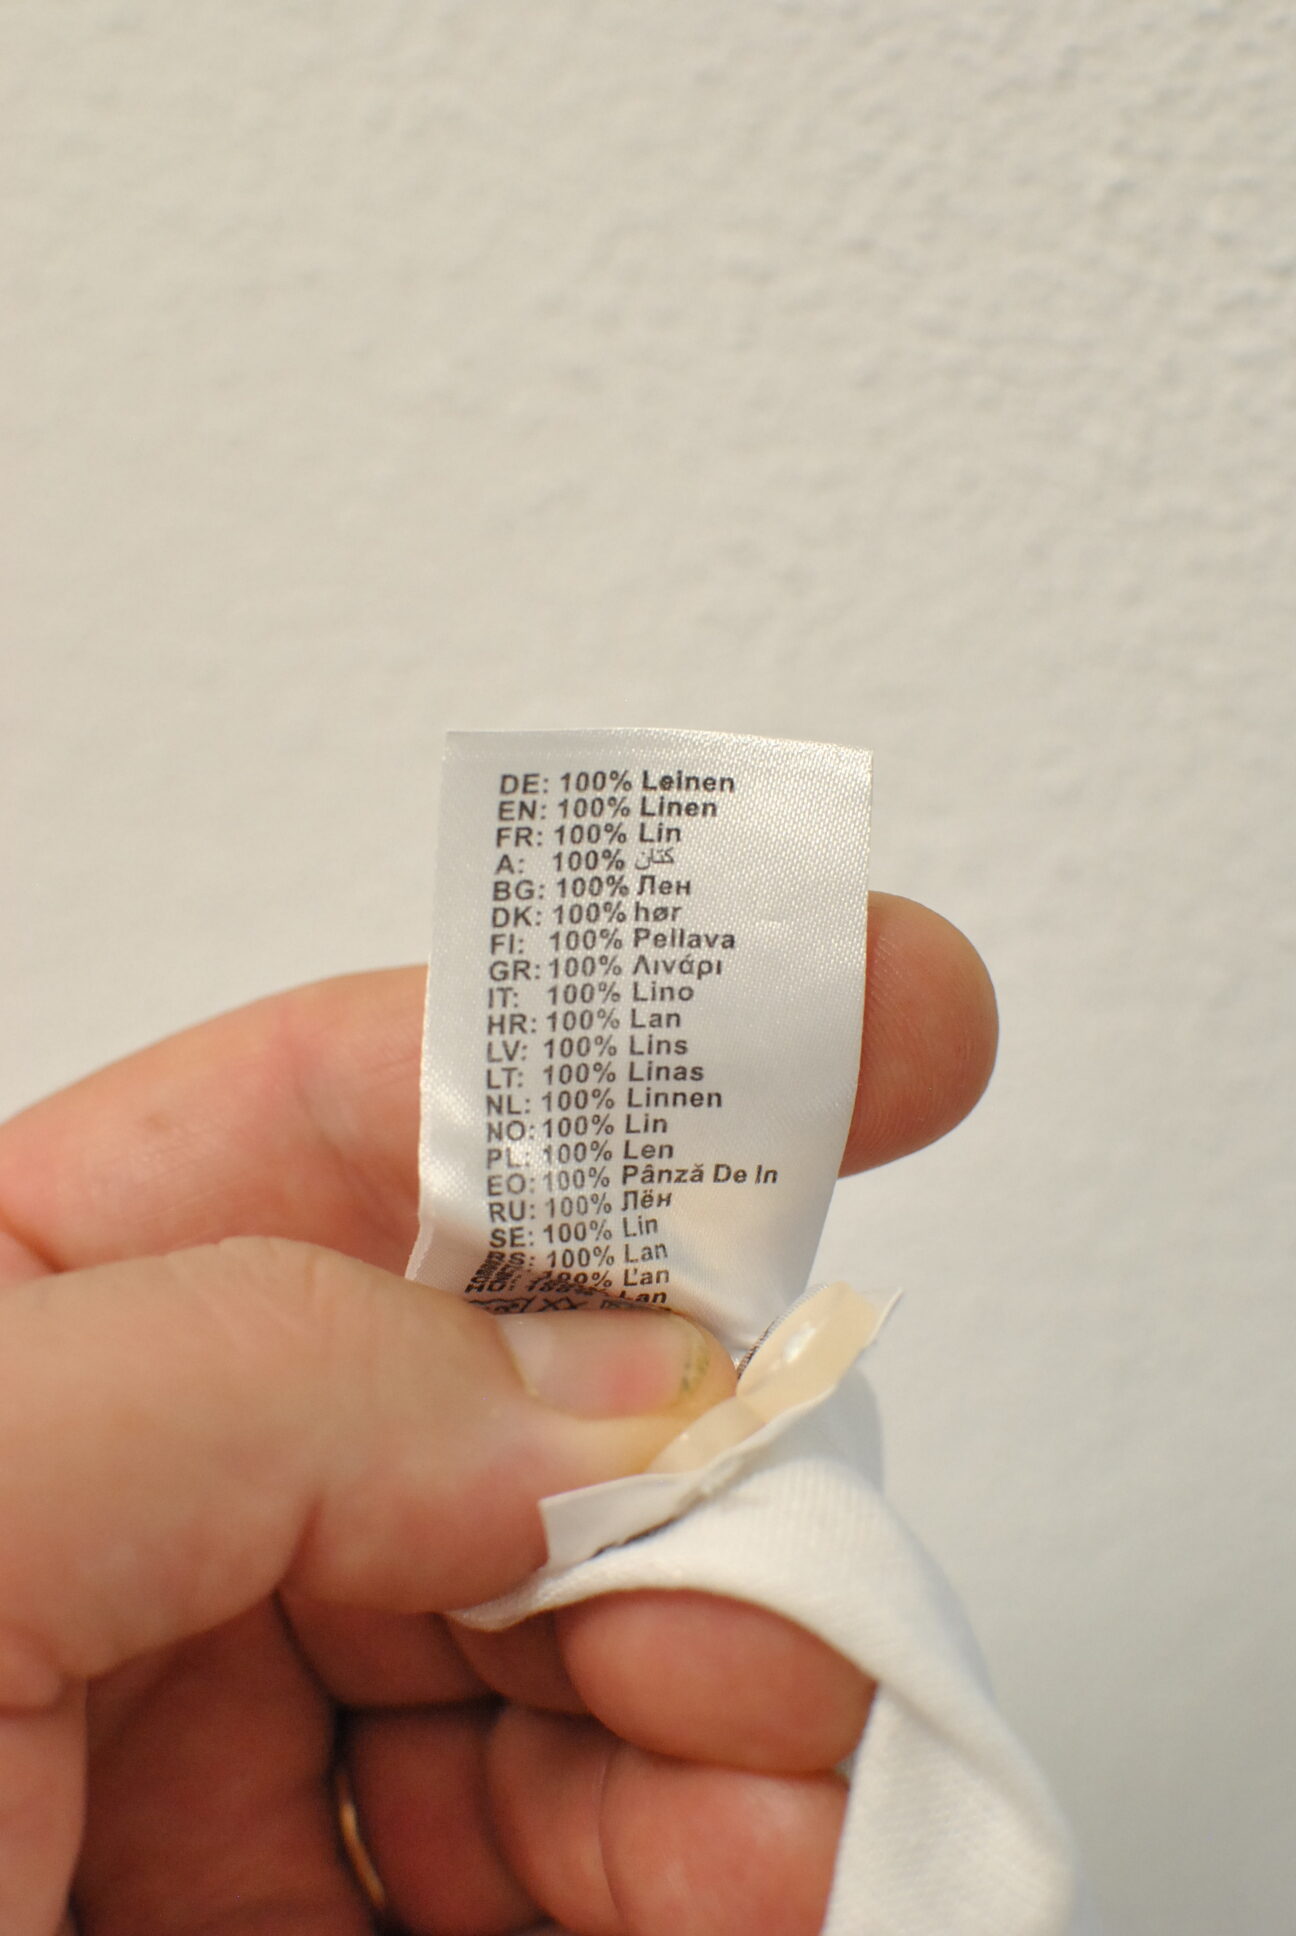 DE: 100% Leinen
EN: 100% Linen
FR: 100% Lin
A: 100% كتان
BG: 100% Лен
DK: 100% hør
FI: 100% Pellava
GR: 100% Λινάρι
IT: 100% Lino
HR: 100% Lan
LV: 100% Lins
LT: 100% Linas
NL: 100% Linnen
NO: 100% Lin
PL: 100% Len
EO: 100% Pânză De In
RU: 100% Лён
SE: 100% Lin
BS: 100% Lan
L'an
Lan